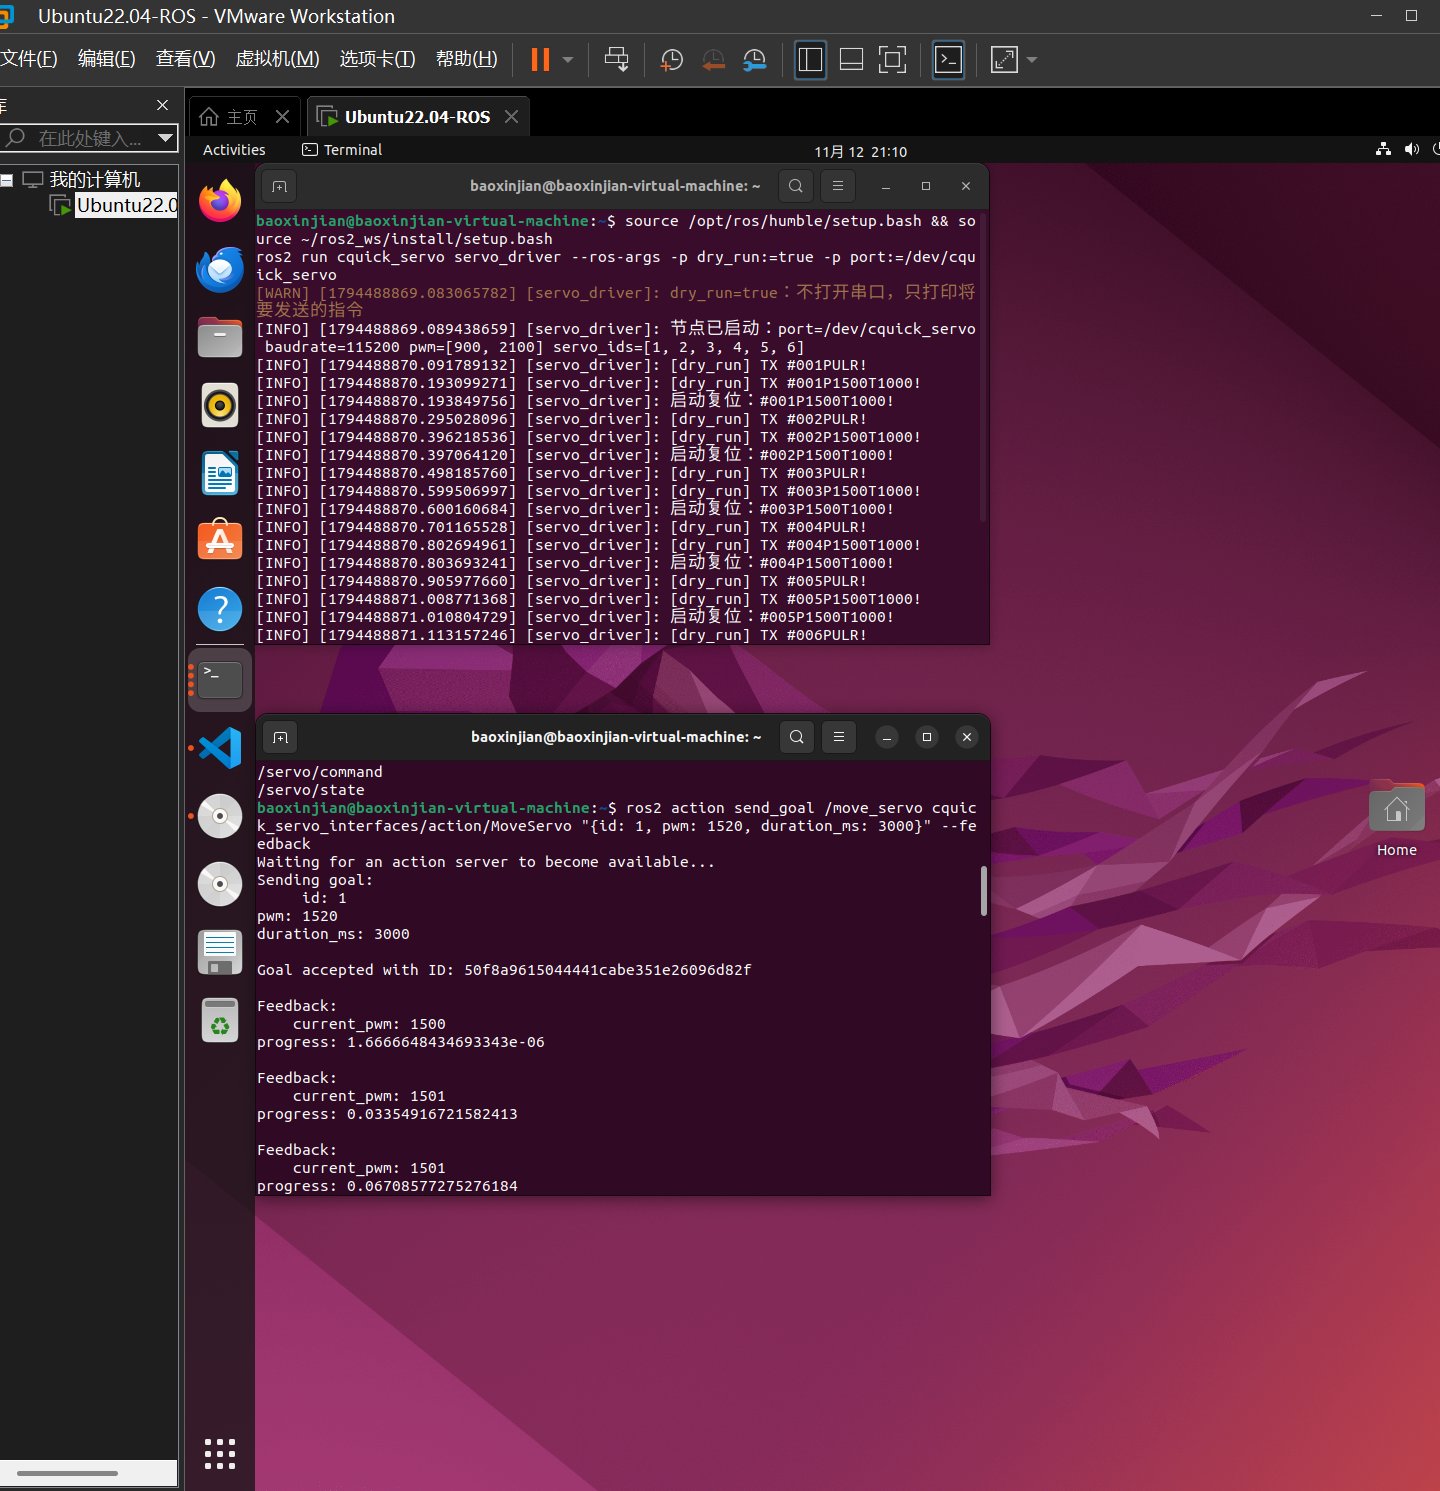 Ubuntu22.04-ROS - VMware Workstation
文件(F) 编辑(E) 查看(V) 虚拟机(M) 选项卡(T) 帮助(H)
库
在此处键入...
我的计算机
Ubuntu22.0
主页
Ubuntu22.04-ROS
Activities
Terminal
11月 12 21:10
baoxinjian@baoxinjian-virtual-machine: ~
baoxinjian@baoxinjian-virtual-machine:~$ source /opt/ros/humble/setup.bash && so
urce ~/ros2_ws/install/setup.bash
ros2 run cquick_servo servo_driver --ros-args -p dry_run:=true -p port:=/dev/cqu
ick_servo
[WARN] [1794488869.083065782] [servo_driver]: dry_run=true：不打开串口，只打印将
要发送的指令
[INFO] [1794488869.089438659] [servo_driver]: 节点已启动：port=/dev/cquick_servo
baudrate=115200 pwm=[900, 2100] servo_ids=[1, 2, 3, 4, 5, 6]
[INFO] [1794488870.091789132] [servo_driver]: [dry_run] TX #001PULR!
[INFO] [1794488870.193099271] [servo_driver]: [dry_run] TX #001P1500T1000!
[INFO] [1794488870.193849756] [servo_driver]: 启动复位：#001P1500T1000!
[INFO] [1794488870.295028096] [servo_driver]: [dry_run] TX #002PULR!
[INFO] [1794488870.396218536] [servo_driver]: [dry_run] TX #002P1500T1000!
[INFO] [1794488870.397064120] [servo_driver]: 启动复位：#002P1500T1000!
[INFO] [1794488870.498185760] [servo_driver]: [dry_run] TX #003PULR!
[INFO] [1794488870.599506997] [servo_driver]: [dry_run] TX #003P1500T1000!
[INFO] [1794488870.600160684] [servo_driver]: 启动复位：#003P1500T1000!
[INFO] [1794488870.701165528] [servo_driver]: [dry_run] TX #004PULR!
[INFO] [1794488870.802694961] [servo_driver]: [dry_run] TX #004P1500T1000!
[INFO] [1794488870.803693241] [servo_driver]: 启动复位：#004P1500T1000!
[INFO] [1794488870.905977660] [servo_driver]: [dry_run] TX #005PULR!
[INFO] [1794488871.008771368] [servo_driver]: [dry_run] TX #005P1500T1000!
[INFO] [1794488871.010804729] [servo_driver]: 启动复位：#005P1500T1000!
[INFO] [1794488871.113157246] [servo_driver]: [dry_run] TX #006PULR!
baoxinjian@baoxinjian-virtual-machine: ~
/servo/command
/servo/state
baoxinjian@baoxinjian-virtual-machine:~$ ros2 action send_goal /move_servo cquic
k_servo_interfaces/action/MoveServo "{id: 1, pwm: 1520, duration_ms: 3000}" --fe
edback
Waiting for an action server to become available...
Sending goal:
id: 1
pwm: 1520
duration_ms: 3000
Goal accepted with ID: 50f8a9615044441cabe351e26096d82f
Feedback:
current_pwm: 1500
progress: 1.6666648434693343e-06
Feedback:
current_pwm: 1501
progress: 0.03354916721582413
Feedback:
current_pwm: 1501
progress: 0.06708577275276184
Home